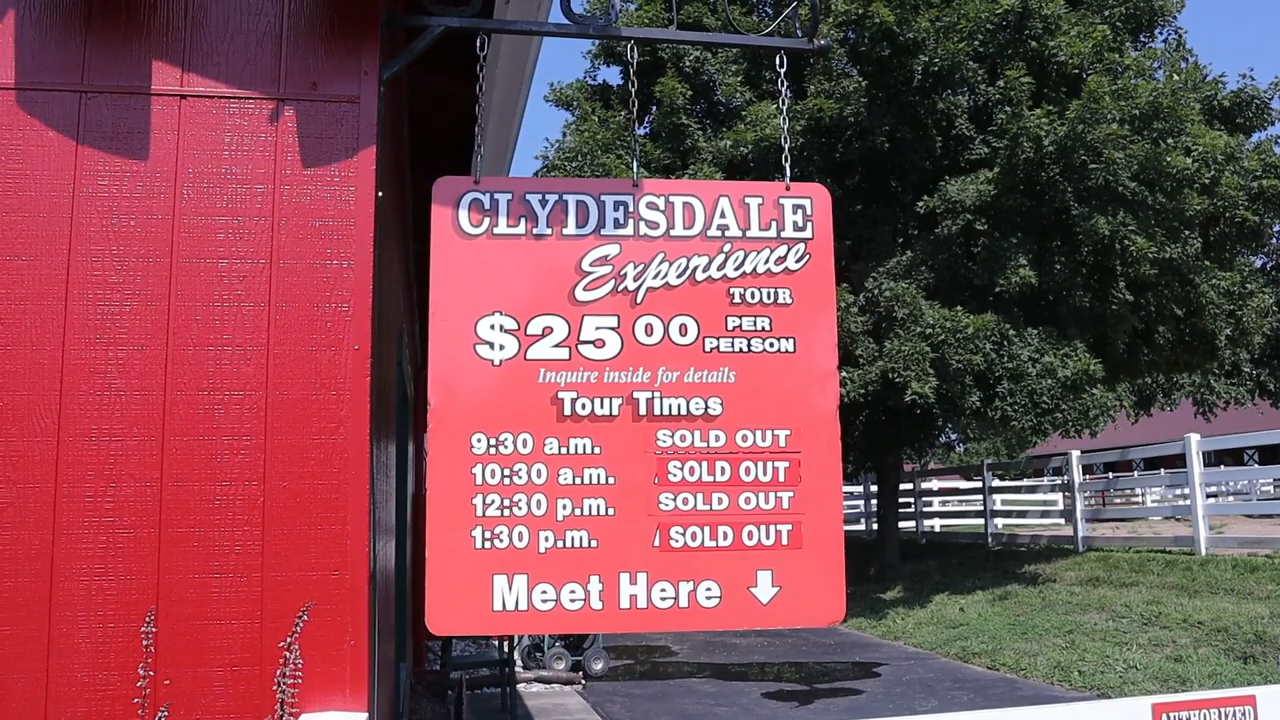 CLYDESDALE
Experience
TOUR
$25 00 PER PERSON
Inquire inside for details
Tour Times
9:30 a.m. SOLD OUT
10:30 a.m. SOLD OUT
12:30 p.m. SOLD OUT
1:30 p.m. SOLD OUT
Meet Here
AUTHORIZED